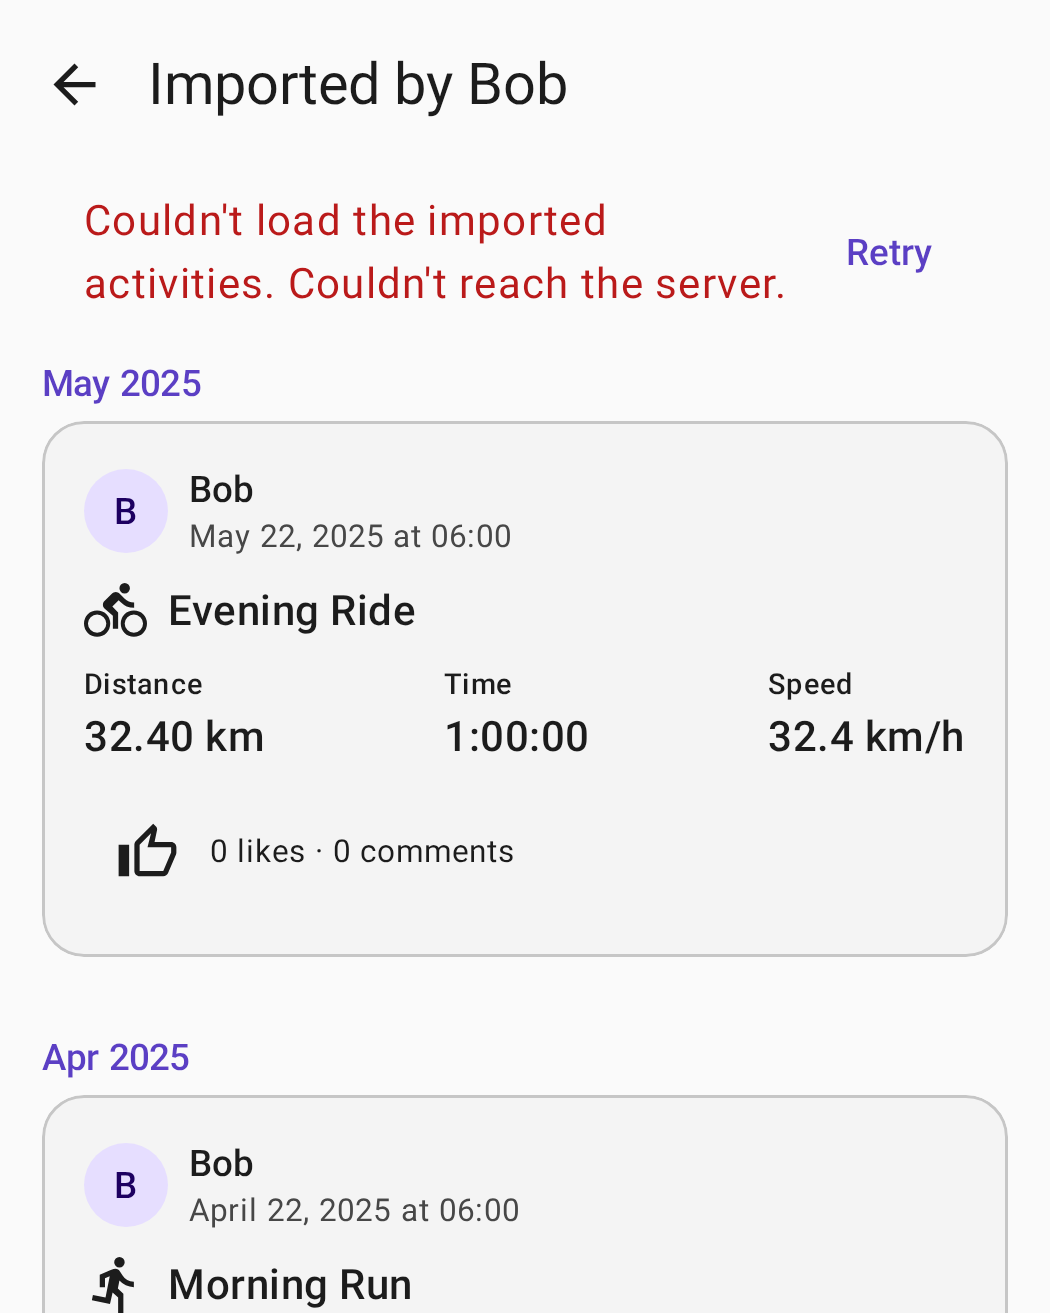 Imported by Bob
Couldn't load the imported
activities. Couldn't reach the server.
Retry
May 2025
B
Bob
May 22, 2025 at 06:00
Evening Ride
Distance Time Speed
32.40 km 1:00:00 32.4 km/h
0 likes · 0 comments
Apr 2025
B
Bob
April 22, 2025 at 06:00
Morning Run